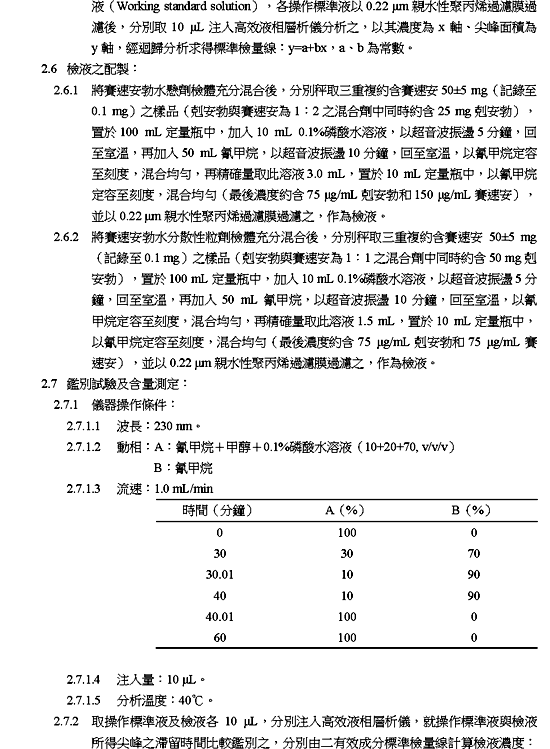 液（Working standard solution），各操作標準液以 0.22 μm 親水性聚丙烯過濾膜過
濾後，分別取 10 μL 注入高效液相層析儀分析之，以其濃度為 x 軸、尖峰面積為
y 軸，經迴歸分析求得標準檢量線：y=a+bx，a、b 為常數。
2.6 檢液之配製：
2.6.1 將賽速安勃水懸劑檢體充分混合後，分別秤取三重複約含賽速安 50±5 mg（記錄至
0.1 mg）之樣品（剋安勃與賽速安為 1：2 之混合劑中同時約含 25 mg 剋安勃），
置於 100 mL 定量瓶中，加入 10 mL 0.1%磷酸水溶液，以超音波振盪 5 分鐘，回
至室溫，再加入 50 mL 氰甲烷，以超音波振盪 10 分鐘，回至室溫，以氰甲烷定容
至刻度，混合均勻，再精確量取此溶液 3.0 mL，置於 10 mL 定量瓶中，以氰甲烷
定容至刻度，混合均勻（最後濃度約含 75 μg/mL 剋安勃和 150 μg/mL 賽速安），
並以 0.22 μm 親水性聚丙烯過濾膜過濾之，作為檢液。
2.6.2 將賽速安勃水分散性粒劑檢體充分混合後，分別秤取三重複約含賽速安 50±5 mg
（記錄至 0.1 mg）之樣品（剋安勃與賽速安為 1：1 之混合劑中同時約含 50 mg 剋
安勃），置於 100 mL 定量瓶中，加入 10 mL 0.1%磷酸水溶液，以超音波振盪 5 分
鐘，回至室溫，再加入 50 mL 氰甲烷，以超音波振盪 10 分鐘，回至室溫，以氰
甲烷定容至刻度，混合均勻，再精確量取此溶液 1.5 mL，置於 10 mL 定量瓶中，
以氰甲烷定容至刻度，混合均勻（最後濃度約含 75 μg/mL 剋安勃和 75 μg/mL 賽
速安），並以 0.22 μm 親水性聚丙烯過濾膜過濾之，作為檢液。
2.7 鑑別試驗及含量測定：
2.7.1 儀器操作條件：
2.7.1.1 波長：230 nm。
2.7.1.2 動相：A：氰甲烷＋甲醇＋0.1%磷酸水溶液（10+20+70, v/v/v）
B：氰甲烷
2.7.1.3 流速：1.0 mL/min
時間（分鐘） A（%） B（%）
0 100 0
30 30 70
30.01 10 90
40 10 90
40.01 100 0
60 100 0
2.7.1.4 注入量：10 μL。
2.7.1.5 分析溫度：40℃。
2.7.2 取操作標準液及檢液各 10 μL，分別注入高效液相層析儀，就操作標準液與檢液
所得尖峰之滯留時間比較鑑別之，分別由二有效成分標準檢量線計算檢液濃度：